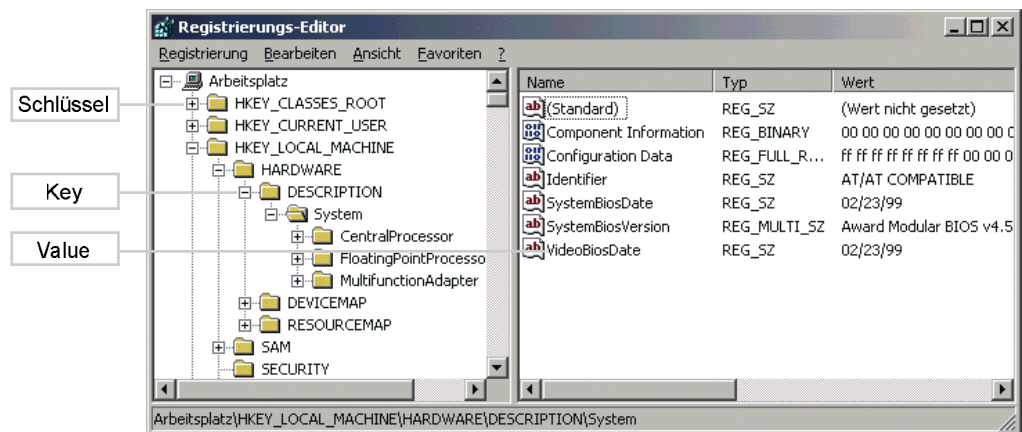 Registrierungs-Editor
Registrierung Bearbeiten Ansicht Favoriten ?
Schlüssel
Key
Value
Arbeitsplatz
HKEY_CLASSES_ROOT
HKEY_CURRENT_USER
HKEY_LOCAL_MACHINE
HARDWARE
DESCRIPTION
System
CentralProcessor
FloatingPointProcesso
MultifunctionAdapter
DEVICEMAP
RESOURCEMAP
SAM
SECURITY
Name Typ Wert
(Standard) REG_SZ (Wert nicht gesetzt)
Component Information REG_BINARY 00 00 00 00 00 00 00 00 0
Configuration Data REG_FULL_R... ff ff ff ff ff ff ff ff 00 00 0
Identifier REG_SZ AT/AT COMPATIBLE
SystemBiosDate REG_SZ 02/23/99
SystemBiosVersion REG_MULTI_SZ Award Modular BIOS v4.5
VideoBiosDate REG_SZ 02/23/99
Arbeitsplatz\HKEY_LOCAL_MACHINE\HARDWARE\DESCRIPTION\System